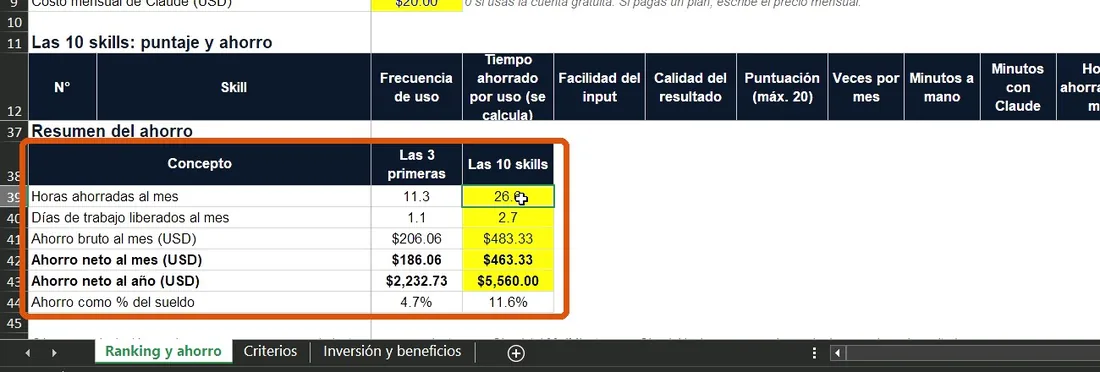 9 Costo mensual de Claude (USD) $20.00 0 si usas la cuenta gratuita. Si pagas un plan, escribe el precio mensual.
10
11 Las 10 skills: puntaje y ahorro
12 N° Skill Frecuencia de uso Tiempo ahorrado por uso (se calcula) Facilidad del input Calidad del resultado Puntuación (máx. 20) Veces por mes Minutos a mano Minutos con Claude
37 Resumen del ahorro
38 Concepto Las 3 primeras Las 10 skills
39 Horas ahorradas al mes 11.3
40 Días de trabajo liberados al mes 1.1 2.7
41 Ahorro bruto al mes (USD) $206.06 $483.33
42 Ahorro neto al mes (USD) $186.06 $463.33
43 Ahorro neto al año (USD) $2,232.73 $5,560.00
44 Ahorro como % del sueldo 4.7% 11.6%
45
Ranking y ahorro Criterios Inversión y beneficios